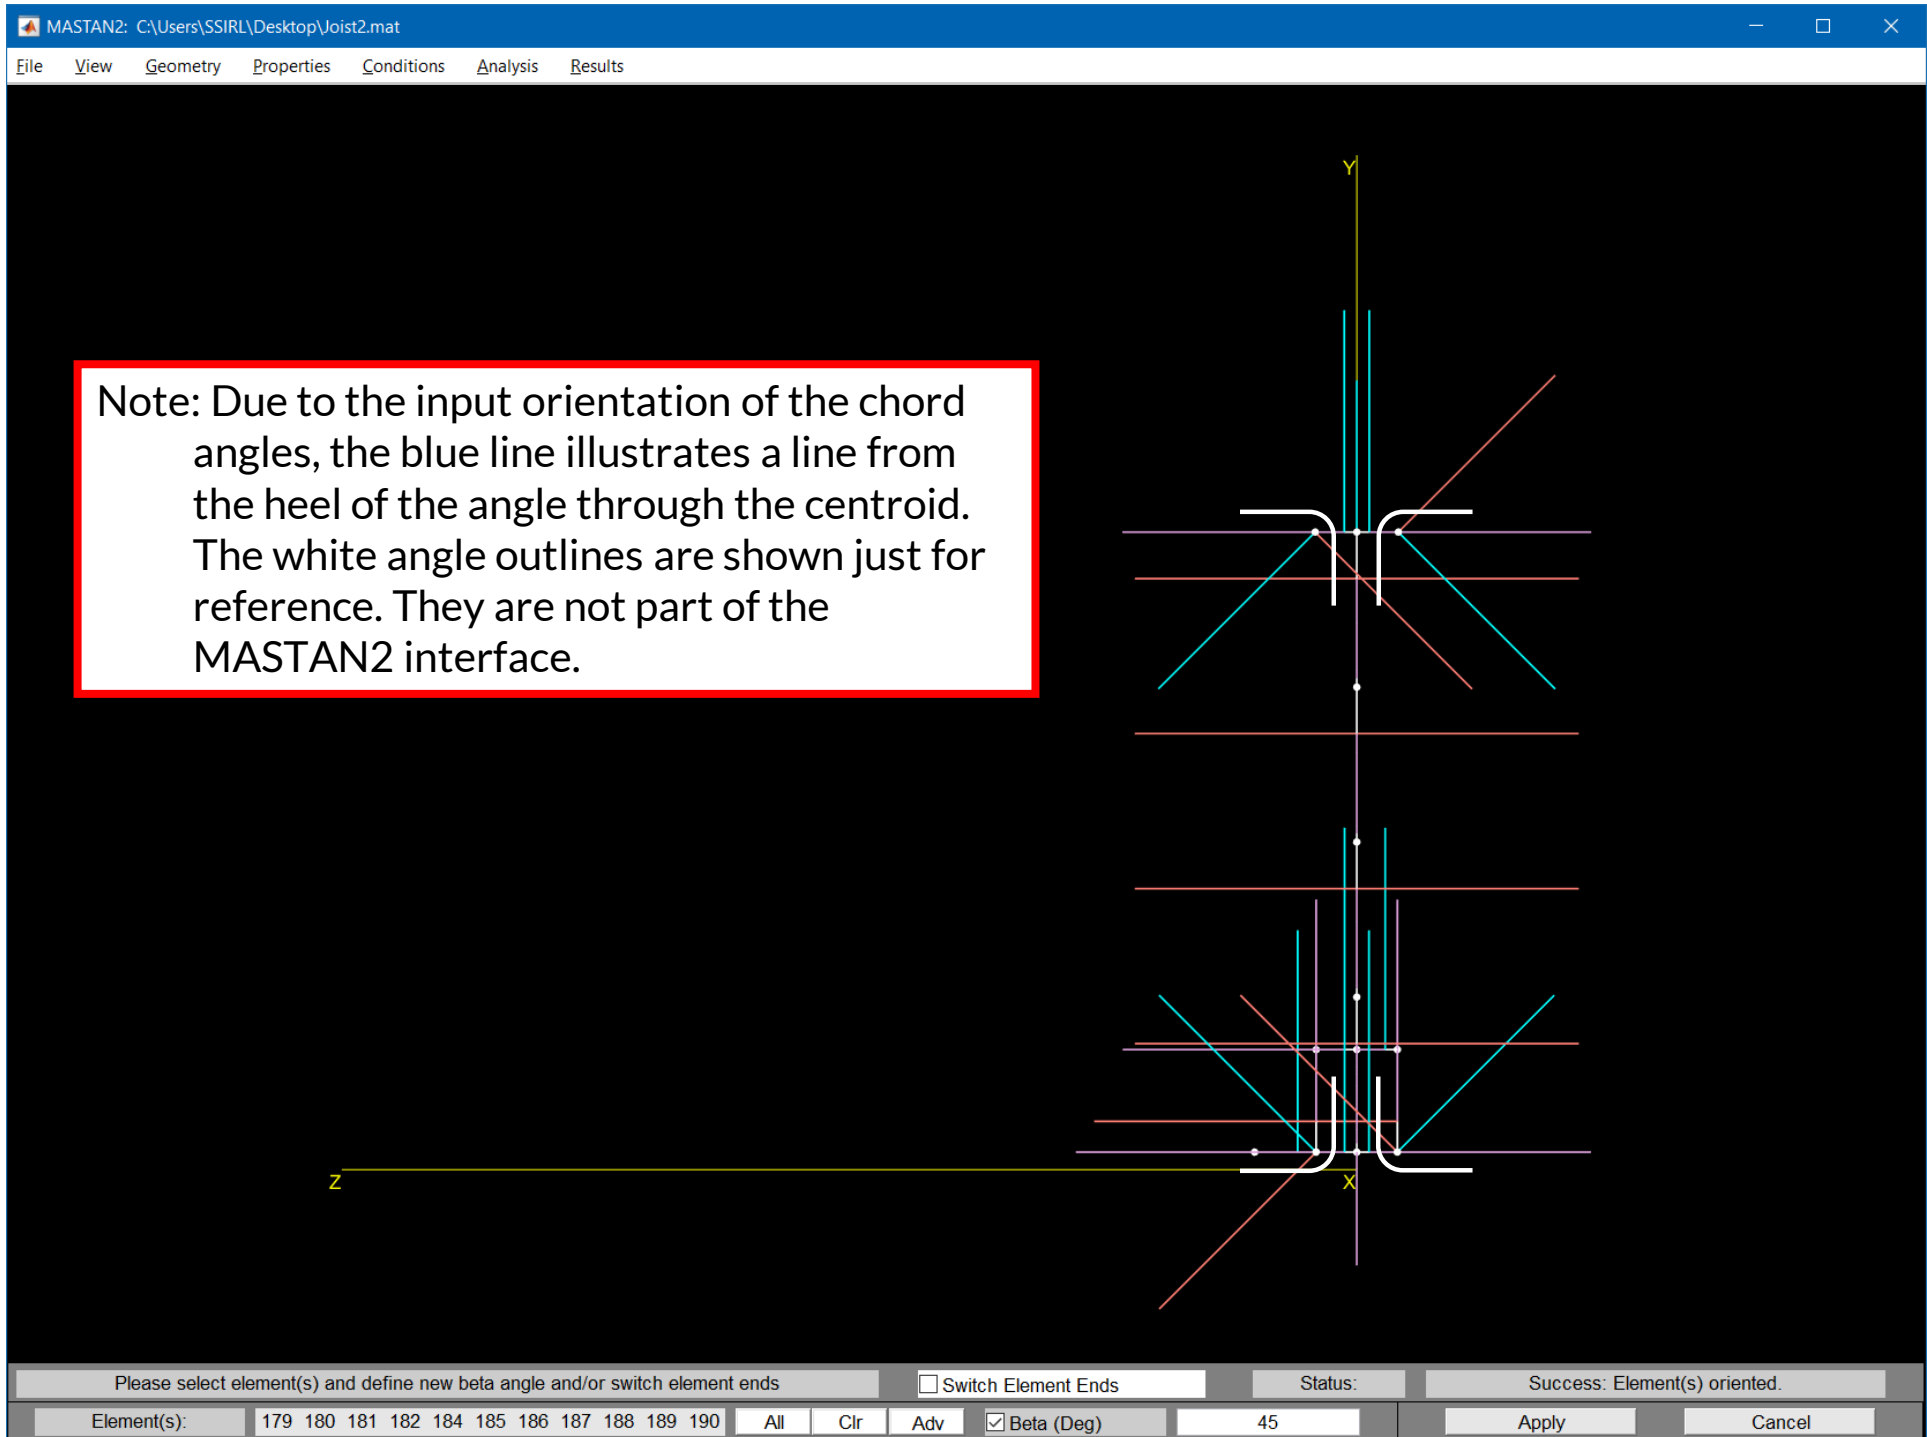 MASTAN2: C:\Users\SSIRL\Desktop\Joist2.mat
File View Geometry Properties Conditions Analysis Results
Y
Note: Due to the input orientation of the chord
angles, the blue line illustrates a line from
the heel of the angle through the centroid.
The white angle outlines are shown just for
reference. They are not part of the
MASTAN2 interface.
Z X
Please select element(s) and define new beta angle and/or switch element ends Switch Element Ends Status: Success: Element(s) oriented.
Element(s): 179 180 181 182 184 185 186 187 188 189 190 All Clr Adv Beta (Deg) 45 Apply Cancel